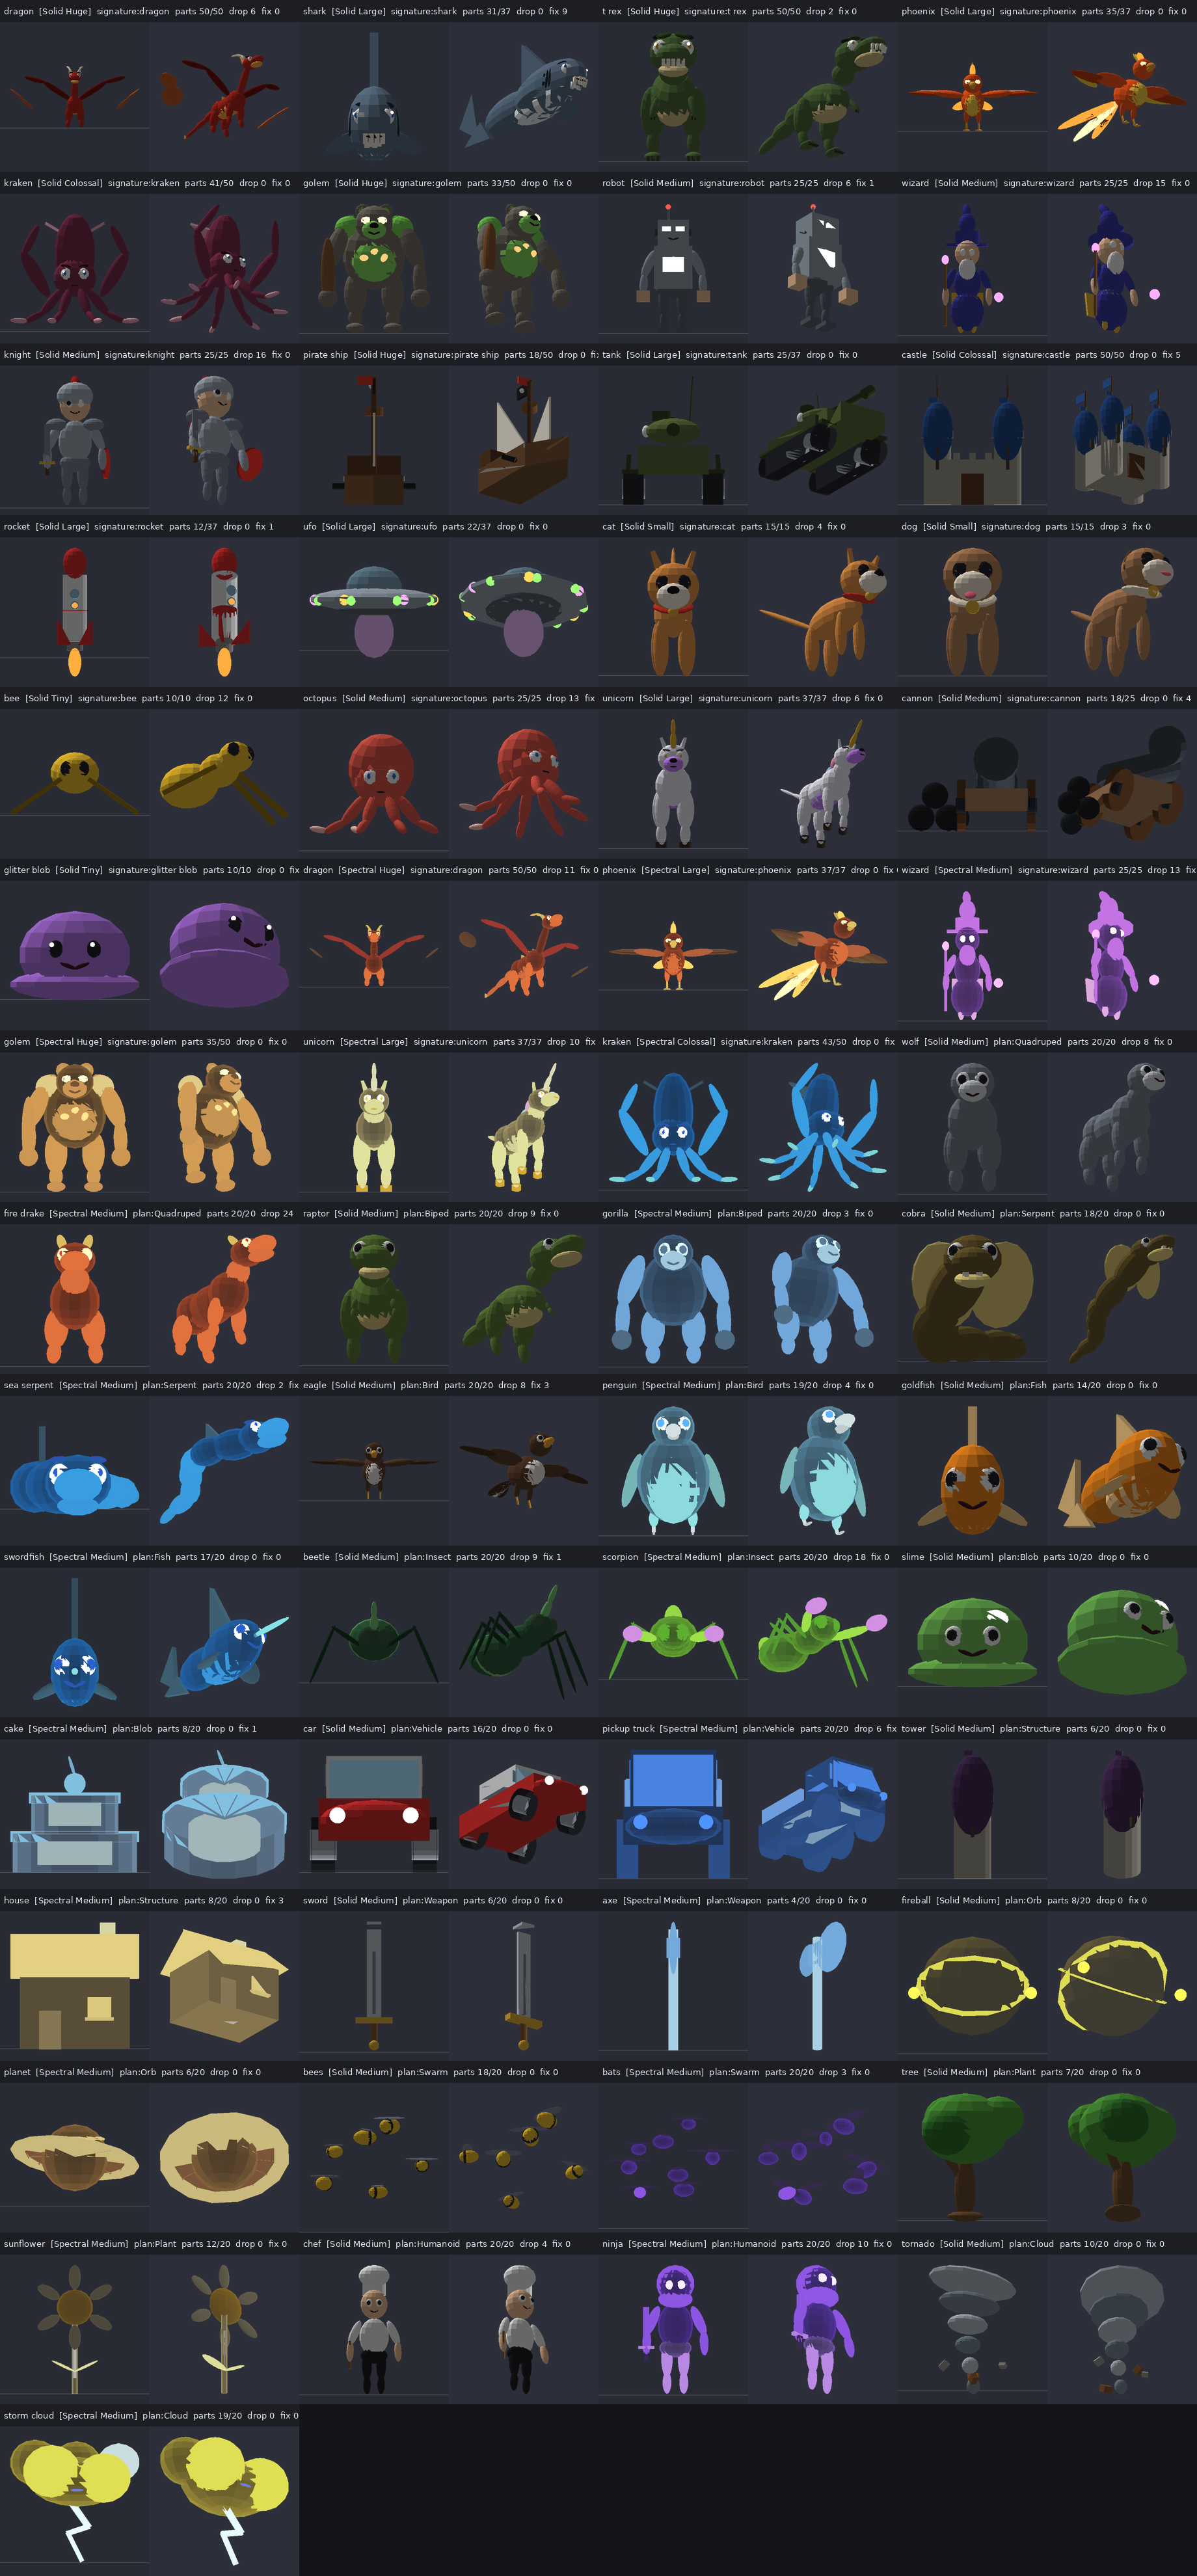 dragon [Solid Huge] signature:dragon parts 50/50 drop 6 fix 0
shark [Solid Large] signature:shark parts 31/37 drop 0 fix 9
t rex [Solid Huge] signature:t rex parts 50/50 drop 2 fix 0
phoenix [Solid Large] signature:phoenix parts 35/37 drop 0 fix 0
kraken [Solid Colossal] signature:kraken parts 41/50 drop 0 fix 0
golem [Solid Huge] signature:golem parts 33/50 drop 0 fix 0
robot [Solid Medium] signature:robot parts 25/25 drop 6 fix 1
wizard [Solid Medium] signature:wizard parts 25/25 drop 15 fix 0
knight [Solid Medium] signature:knight parts 25/25 drop 16 fix 0
pirate ship [Solid Huge] signature:pirate ship parts 18/50 drop 0 fi
tank [Solid Large] signature:tank parts 25/37 drop 0 fix 0
castle [Solid Colossal] signature:castle parts 50/50 drop 0 fix 5
rocket [Solid Large] signature:rocket parts 12/37 drop 0 fix 1
ufo [Solid Large] signature:ufo parts 22/37 drop 0 fix 0
cat [Solid Small] signature:cat parts 15/15 drop 4 fix 0
dog [Solid Small] signature:dog parts 15/15 drop 3 fix 0
bee [Solid Tiny] signature:bee parts 10/10 drop 12 fix 0
octopus [Solid Medium] signature:octopus parts 25/25 drop 13 fix
unicorn [Solid Large] signature:unicorn parts 37/37 drop 6 fix 0
cannon [Solid Medium] signature:cannon parts 18/25 drop 0 fix 4
glitter blob [Solid Tiny] signature:glitter blob parts 10/10 drop 0 fix
dragon [Spectral Huge] signature:dragon parts 50/50 drop 11 fix 0
phoenix [Spectral Large] signature:phoenix parts 37/37 drop 0 fix
wizard [Spectral Medium] signature:wizard parts 25/25 drop 13 fix
golem [Spectral Huge] signature:golem parts 35/50 drop 0 fix 0
unicorn [Spectral Large] signature:unicorn parts 37/37 drop 10 fix
kraken [Spectral Colossal] signature:kraken parts 43/50 drop 0 fix
wolf [Solid Medium] plan:Quadruped parts 20/20 drop 8 fix 0
fire drake [Spectral Medium] plan:Quadruped parts 20/20 drop 24
raptor [Solid Medium] plan:Biped parts 20/20 drop 9 fix 0
gorilla [Spectral Medium] plan:Biped parts 20/20 drop 3 fix 0
cobra [Solid Medium] plan:Serpent parts 18/20 drop 0 fix 0
sea serpent [Spectral Medium] plan:Serpent parts 20/20 drop 2 fix
eagle [Solid Medium] plan:Bird parts 20/20 drop 8 fix 3
penguin [Spectral Medium] plan:Bird parts 19/20 drop 4 fix 0
goldfish [Solid Medium] plan:Fish parts 14/20 drop 0 fix 0
swordfish [Spectral Medium] plan:Fish parts 17/20 drop 0 fix 0
beetle [Solid Medium] plan:Insect parts 20/20 drop 9 fix 1
scorpion [Spectral Medium] plan:Insect parts 20/20 drop 18 fix 0
slime [Solid Medium] plan:Blob parts 10/20 drop 0 fix 0
cake [Spectral Medium] plan:Blob parts 8/20 drop 0 fix 1
car [Solid Medium] plan:Vehicle parts 16/20 drop 0 fix 0
pickup truck [Spectral Medium] plan:Vehicle parts 20/20 drop 6 fix
tower [Solid Medium] plan:Structure parts 6/20 drop 0 fix 0
house [Spectral Medium] plan:Structure parts 8/20 drop 0 fix 3
sword [Solid Medium] plan:Weapon parts 6/20 drop 0 fix 0
axe [Spectral Medium] plan:Weapon parts 4/20 drop 0 fix 0
fireball [Solid Medium] plan:Orb parts 8/20 drop 0 fix 0
planet [Spectral Medium] plan:Orb parts 6/20 drop 0 fix 0
bees [Solid Medium] plan:Swarm parts 18/20 drop 0 fix 0
bats [Spectral Medium] plan:Swarm parts 20/20 drop 3 fix 0
tree [Solid Medium] plan:Plant parts 7/20 drop 0 fix 0
sunflower [Spectral Medium] plan:Plant parts 12/20 drop 0 fix 0
chef [Solid Medium] plan:Humanoid parts 20/20 drop 4 fix 0
ninja [Spectral Medium] plan:Humanoid parts 20/20 drop 10 fix 0
tornado [Solid Medium] plan:Cloud parts 10/20 drop 0 fix 0
storm cloud [Spectral Medium] plan:Cloud parts 19/20 drop 0 fix 0